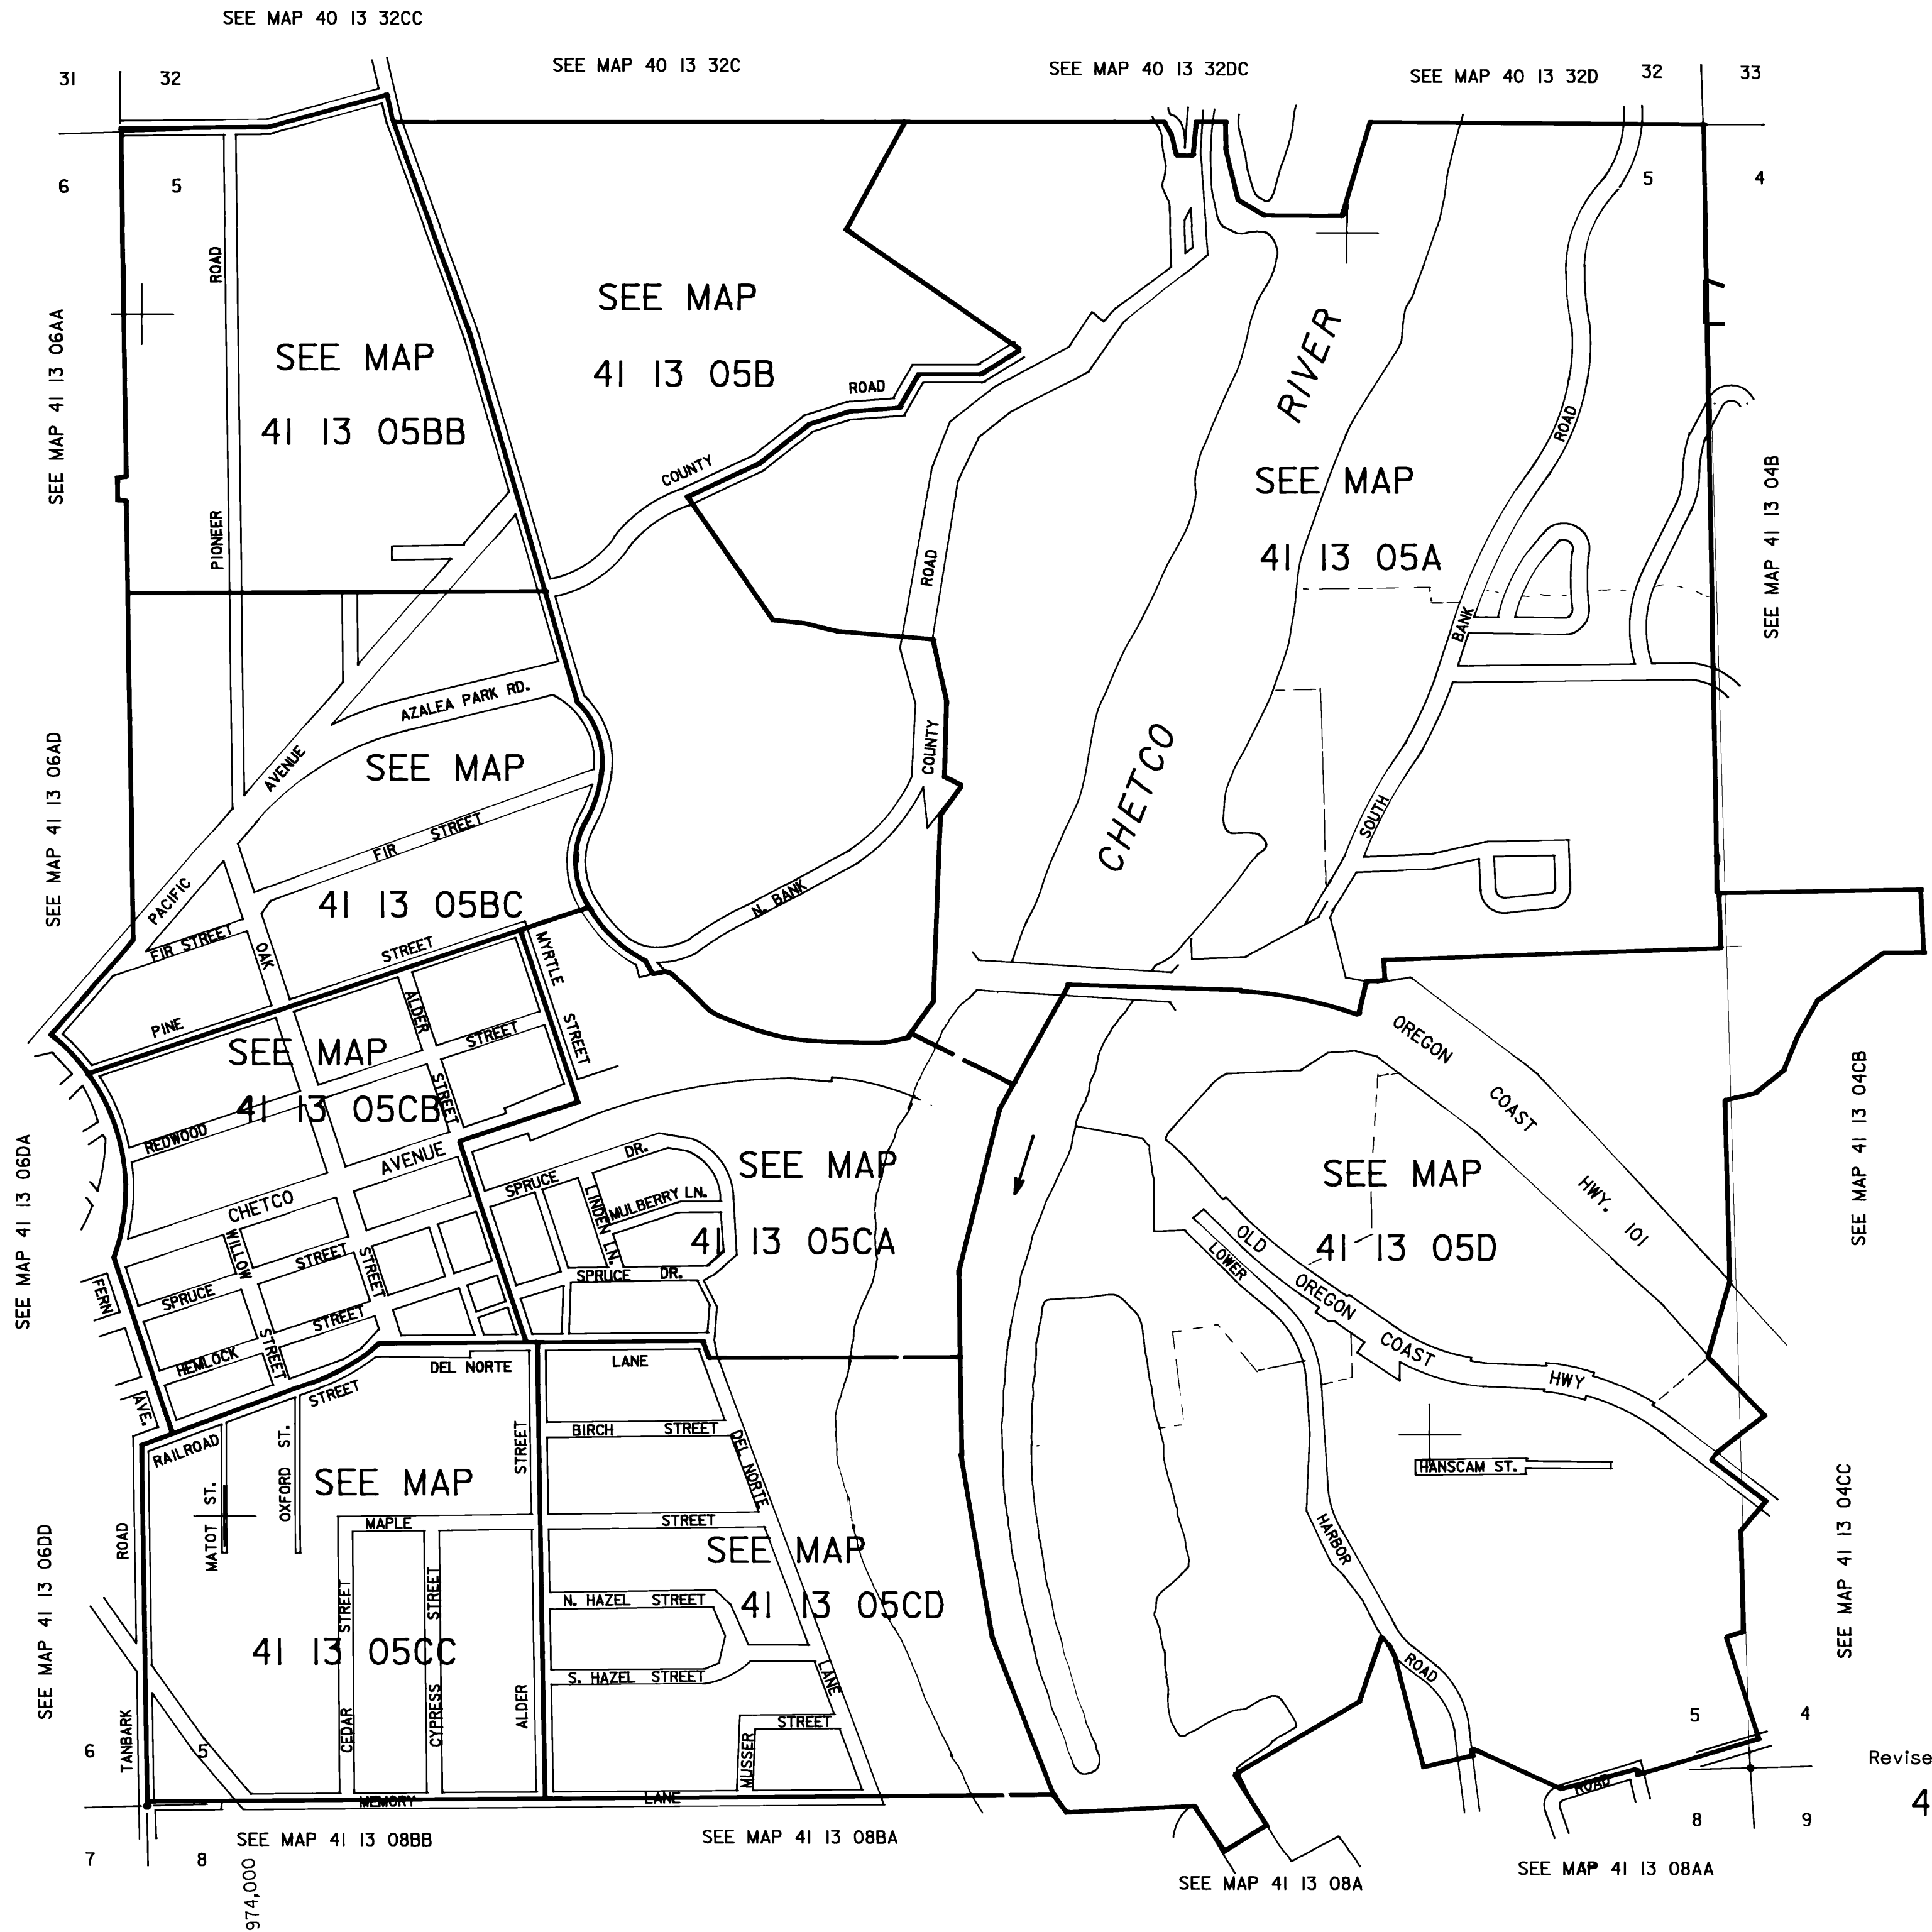 SEE MAP 40 13 32CC
SEE MAP 40 13 32C
SEE MAP 40 13 32DC
SEE MAP 40 13 32D
31
32
32
33
6
5
5
4
SEE MAP 41 13 06AA
ROAD
PIONEER
SEE MAP
41 13 05BB
SEE MAP
41 13 05B
COUNTY
ROAD
ROAD
COUNTY
N. BANK
RIVER
CHETCO
SEE MAP
41 13 05A
ROAD
BANK
SOUTH
SEE MAP 41 13 04B
SEE MAP 41 13 06AD
AZALEA PARK RD.
AVENUE
PACIFIC
SEE MAP
41 13 05BC
FIR
STREET
FIR STREET
OAK
STREET
PINE
MYRTLE
STREET
ALDER
STREET
STREET
SEE MAP
41 13 05CB
REDWOOD
AVENUE
CHETCO
WILLOW
STREET
STREET
SPRUCE
STREET
STREET
HEMLOCK
FERN
AVE.
SEE MAP 41 13 06DA
SPRUCE
DR.
LINDEN LN.
MULBERRY LN.
SPRUCE DR.
SEE MAP
41 13 05CA
OREGON
COAST
HWY. 101
SEE MAP
41 13 05D
OLD
OREGON
COAST
HWY
LOWER
HARBOR
ROAD
HANSCAM ST.
SEE MAP 41 13 04CB
SEE MAP 41 13 04CC
DEL NORTE
LANE
STREET
RAILROAD
MATOT ST.
OXFORD ST.
SEE MAP
41 13 05CC
MAPLE
STREET
STREET
STREET
CEDAR
CYPRESS
ALDER
STREET
BIRCH
STREET
DEL NORTE
LANE
SEE MAP
41 13 05CD
N. HAZEL STREET
S. HAZEL STREET
STREET
MUSSER
MEMORY
LANE
ROAD
TANBARK
SEE MAP 41 13 06DD
6
5
5
4
ROAD
Revise
4
7
8
8
9
SEE MAP 41 13 08BB
SEE MAP 41 13 08BA
SEE MAP 41 13 08A
SEE MAP 41 13 08AA
974,000